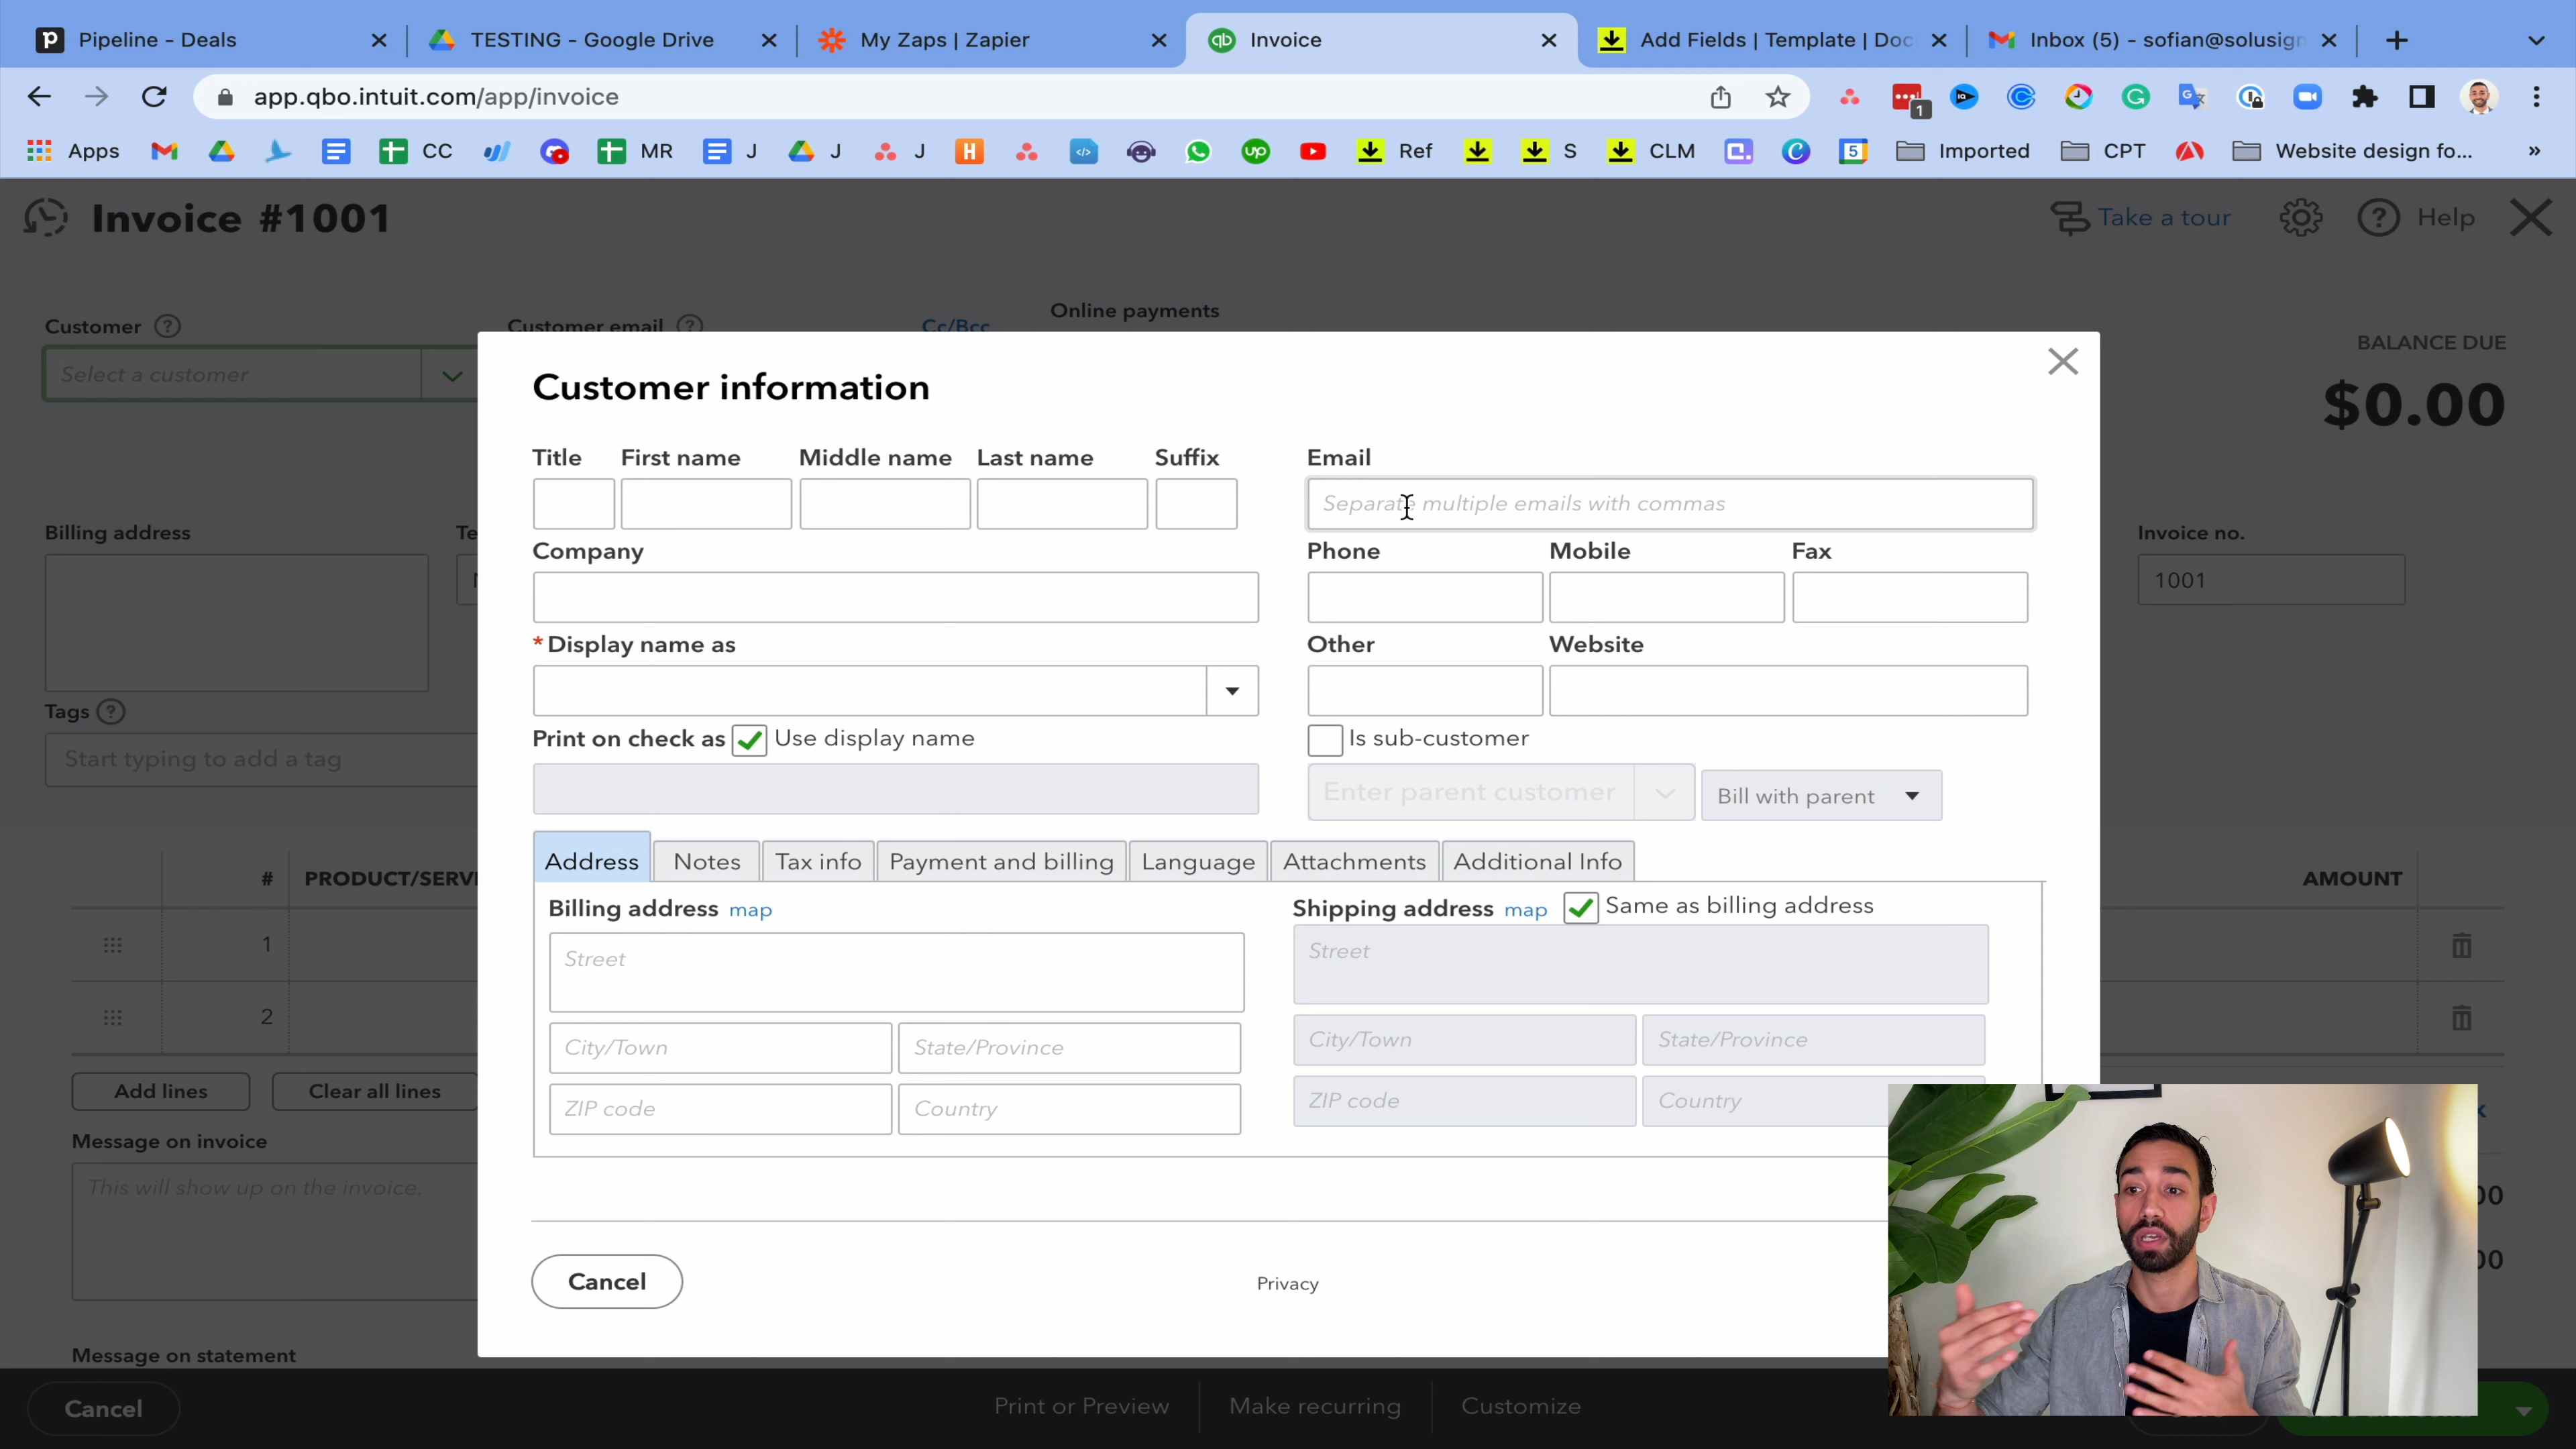 Pipeline - Deals
TESTING - Google Drive
My Zaps | Zapier
Invoice
Add Fields | Template | Doc
Inbox (5) - sofian@solusign
app.qbo.intuit.com/app/invoice
1
Apps
CC
MR
J
J
J
Ref
S
CLM
5
Imported
CPT
Website design fo...
Invoice #1001
Take a tour
Help
Customer
Customer email
Cc/Bcc
Online payments
BALANCE DUE
Select a customer
$0.00
Customer information
Title First name Middle name Last name Suffix Email
Separate multiple emails with commas
Billing address
Te
Invoice no.
Company
Phone Mobile Fax
1001
* Display name as
Other Website
Tags
Print on check as Use display name
Is sub-customer
Start typing to add a tag
Enter parent customer
Bill with parent
Address Notes Tax info Payment and billing Language Attachments Additional Info
# PRODUCT/SERVI
AMOUNT
Billing address map
Shipping address map Same as billing address
1
Street
Street
2
City/Town State/Province
City/Town State/Province
Add lines Clear all lines
ZIP code Country
ZIP code Country
Message on invoice
This will show up on the invoice.
00
00
Cancel
Privacy
Message on statement
Cancel
Print or Preview
Make recurring
Customize